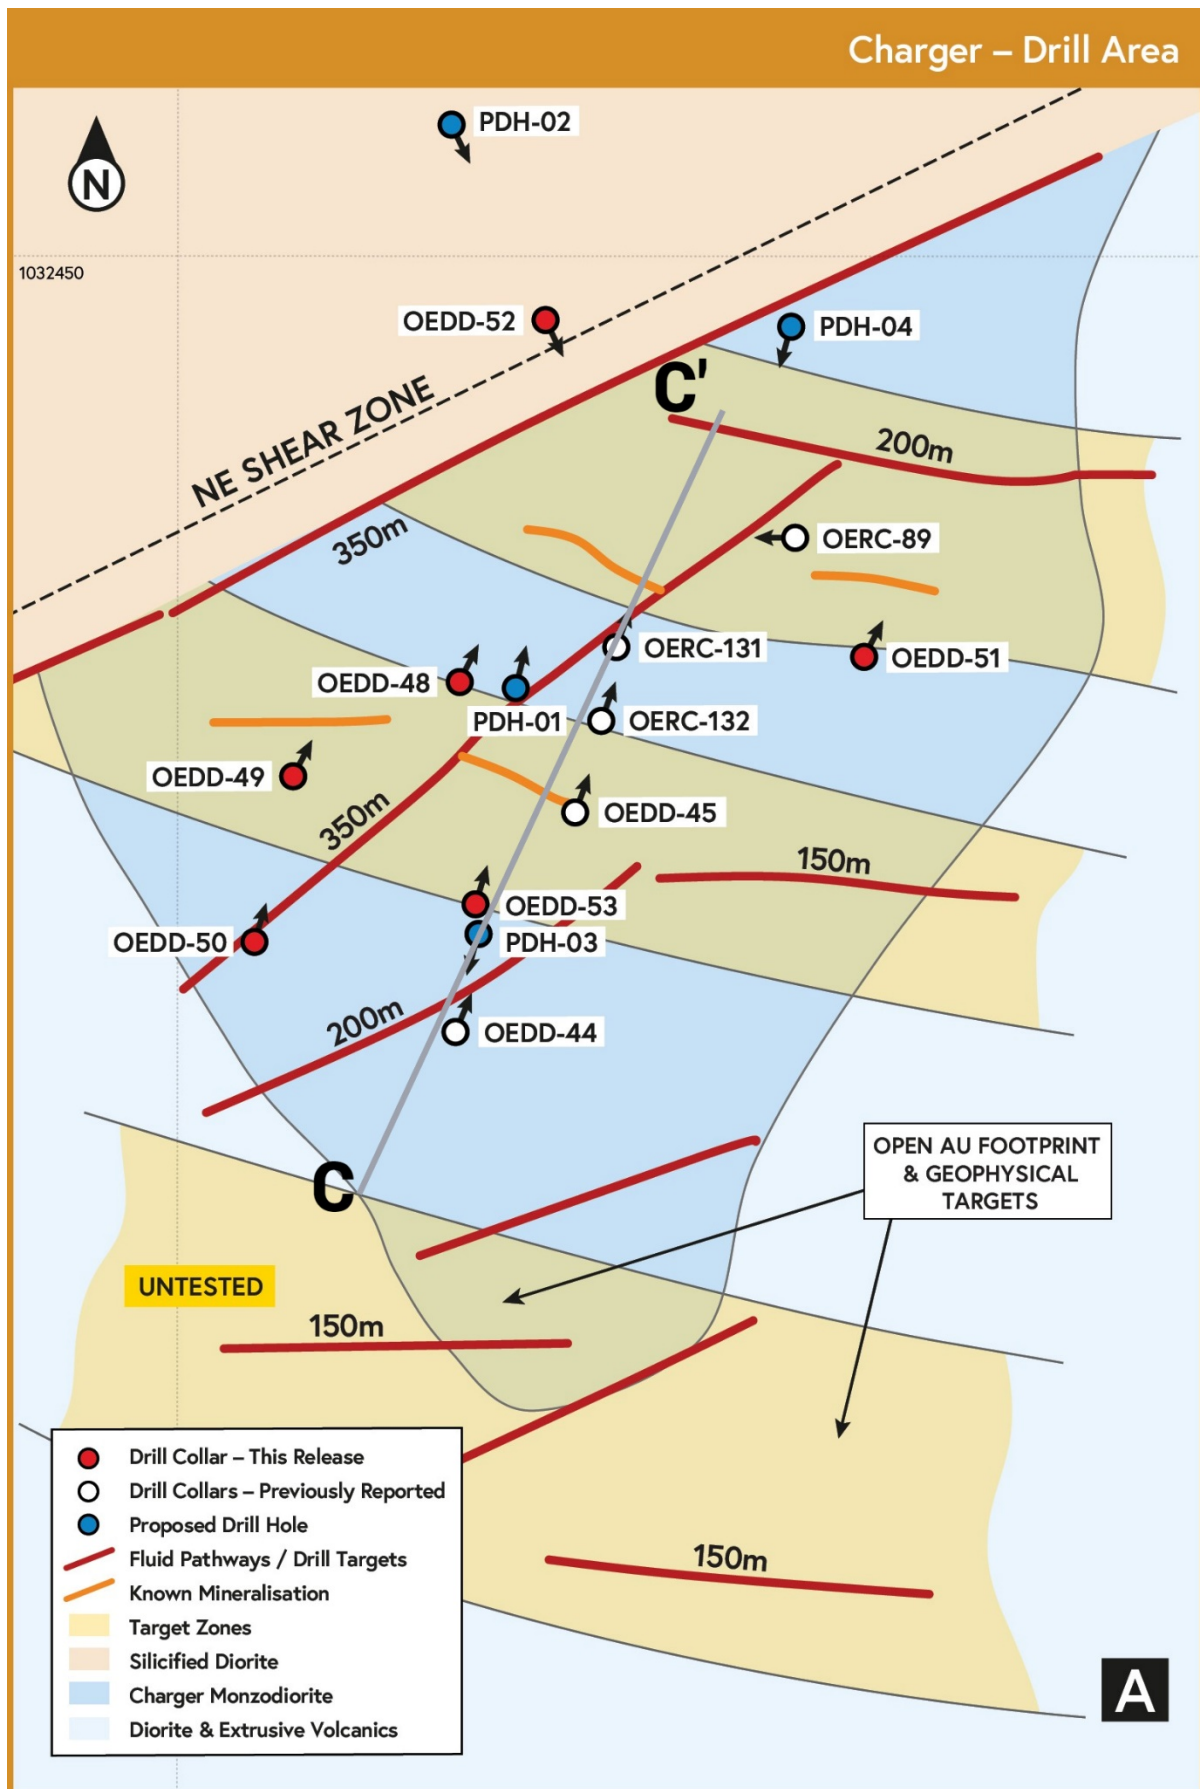 Charger – Drill Area
PDH-02
N
1032450
OEDD-52
PDH-04
C'
NE SHEAR ZONE
200m
350m
OERC-89
OERC-131
OEDD-51
OEDD-48
PDH-01
OERC-132
OEDD-49
OEDD-45
350m
150m
OEDD-53
OEDD-50
PDH-03
200m
OEDD-44
OPEN AU FOOTPRINT
& GEOPHYSICAL
TARGETS
C
UNTESTED
150m
Drill Collar – This Release
Drill Collars – Previously Reported
Proposed Drill Hole
Fluid Pathways / Drill Targets
Known Mineralisation
Target Zones
Silicified Diorite
Charger Monzodiorite
Diorite & Extrusive Volcanics
150m
A